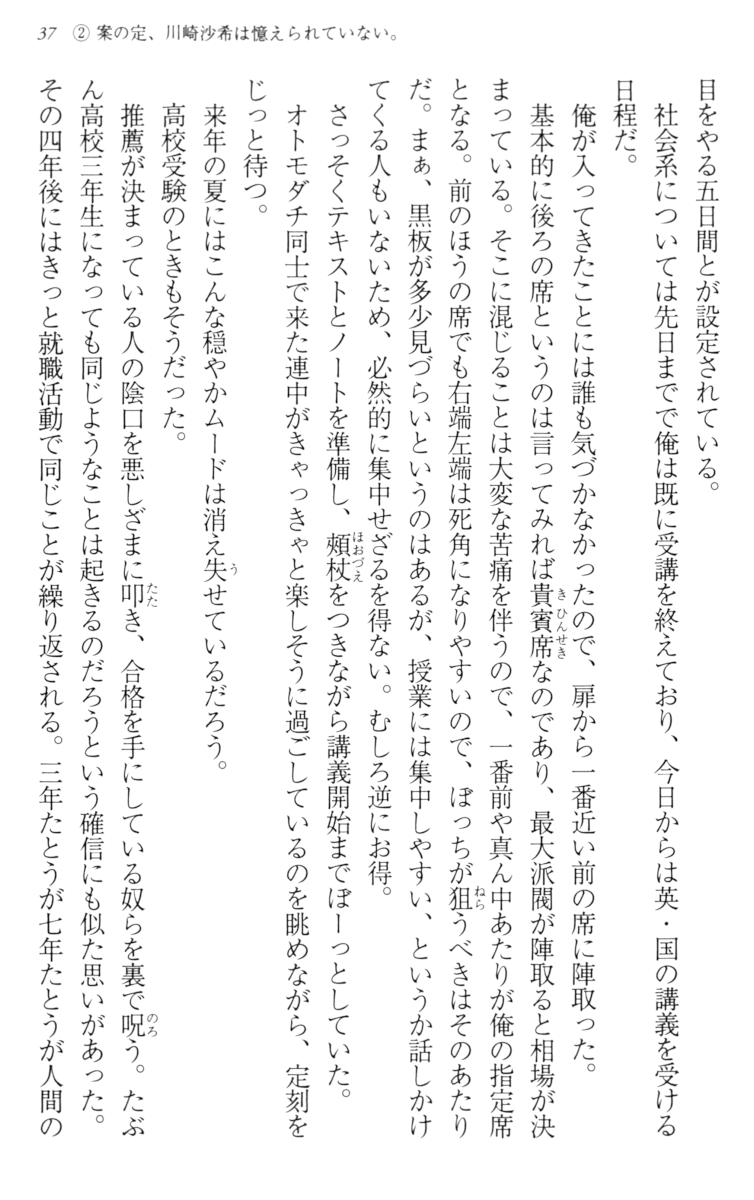 37　② 案の定、川崎沙希は憶えられていない。
目をやる五日間とが設定されている。
　社会系については先日までで俺は既に受講を終えており、今日からは英・国の講義を受ける
日程だ。
　俺が入ってきたことには誰も気づかなかったので、扉から一番近い前の席に陣取った。
　基本的に後ろの席というのは言ってみれば貴賓席なのであり、最大派閥が陣取ると相場が決
まっている。そこに混じることは大変な苦痛を伴うので、一番前や真ん中あたりが俺の指定席
となる。前のほうの席でも右端左端は死角になりやすいので、ぼっちが狙うべきはそのあたり
だ。まぁ、黒板が多少見づらいというのはあるが、授業には集中しやすい、というか話しかけ
てくる人もいないため、必然的に集中せざるを得ない。むしろ逆にお得。
　さっそくテキストとノートを準備し、頰杖をつきながら講義開始までぼーっとしていた。
　オトモダチ同士で来た連中がきゃっきゃと楽しそうに過ごしているのを眺めながら、定刻を
じっと待つ。
　来年の夏にはこんな穏やかムードは消え失せているだろう。
　高校受験のときもそうだった。
　推薦が決まっている人の陰口を悪しざまに叩き、合格を手にしている奴らを裏で呪う。たぶ
ん高校三年生になっても同じようなことは起きるのだろうという確信にも似た思いがあった。
その四年後にはきっと就職活動で同じことが繰り返される。三年たとうが七年たとうが人間の